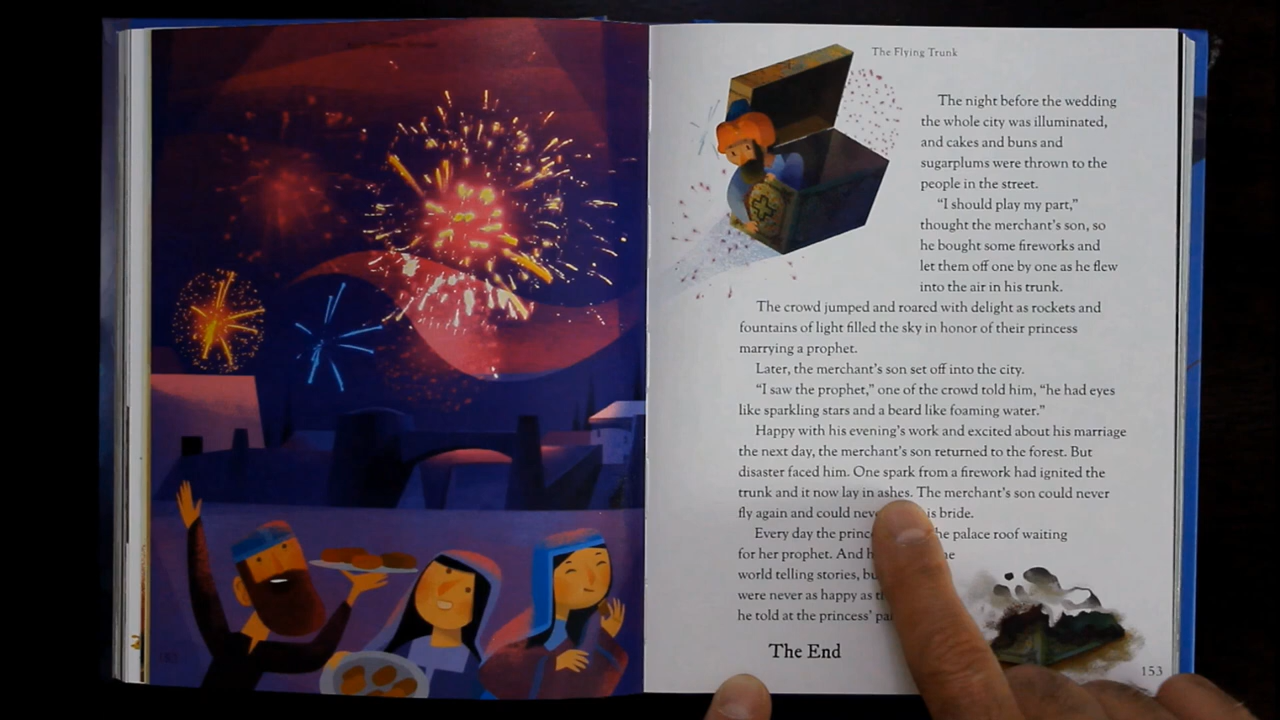 The Flying Trunk
The night before the wedding
the whole city was illuminated,
and cakes and buns and
sugarplums were thrown to the
people in the street.
“I should play my part,”
thought the merchant’s son, so
he bought some fireworks and
let them off one by one as he flew
into the air in his trunk.
The crowd jumped and roared with delight as rockets and
fountains of light filled the sky in honor of their princess
marrying a prophet.
Later, the merchant’s son set off into the city.
“I saw the prophet,” one of the crowd told him, “he had eyes
like sparkling stars and a beard like foaming water.”
Happy with his evening’s work and excited about his marriage
the next day, the merchant’s son returned to the forest. But
disaster faced him. One spark from a firework had ignited the
trunk and it now lay in ashes. The merchant’s son could never
fly again and could is bride.
Every day the palace roof waiting
for her prophet. And
world telling stories,
were never as happy as
he told at the princess’
The End
153